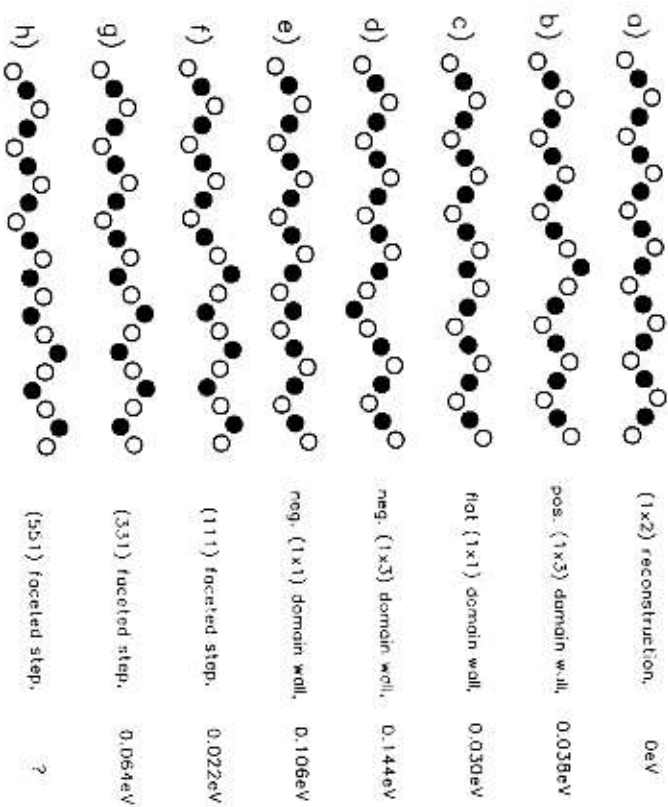 a) (1x2) reconstruction, 0eV
b) pos. (1x3) domain wall, 0.038eV
c) flat (1x1) domain wall, 0.030eV
d) neg. (1x3) domain wall, 0.144eV
e) neg. (1x1) domain wall, 0.106eV
f) (111) faceted step, 0.022eV
g) (331) faceted step, 0.064eV
h) (551) faceted step, ?